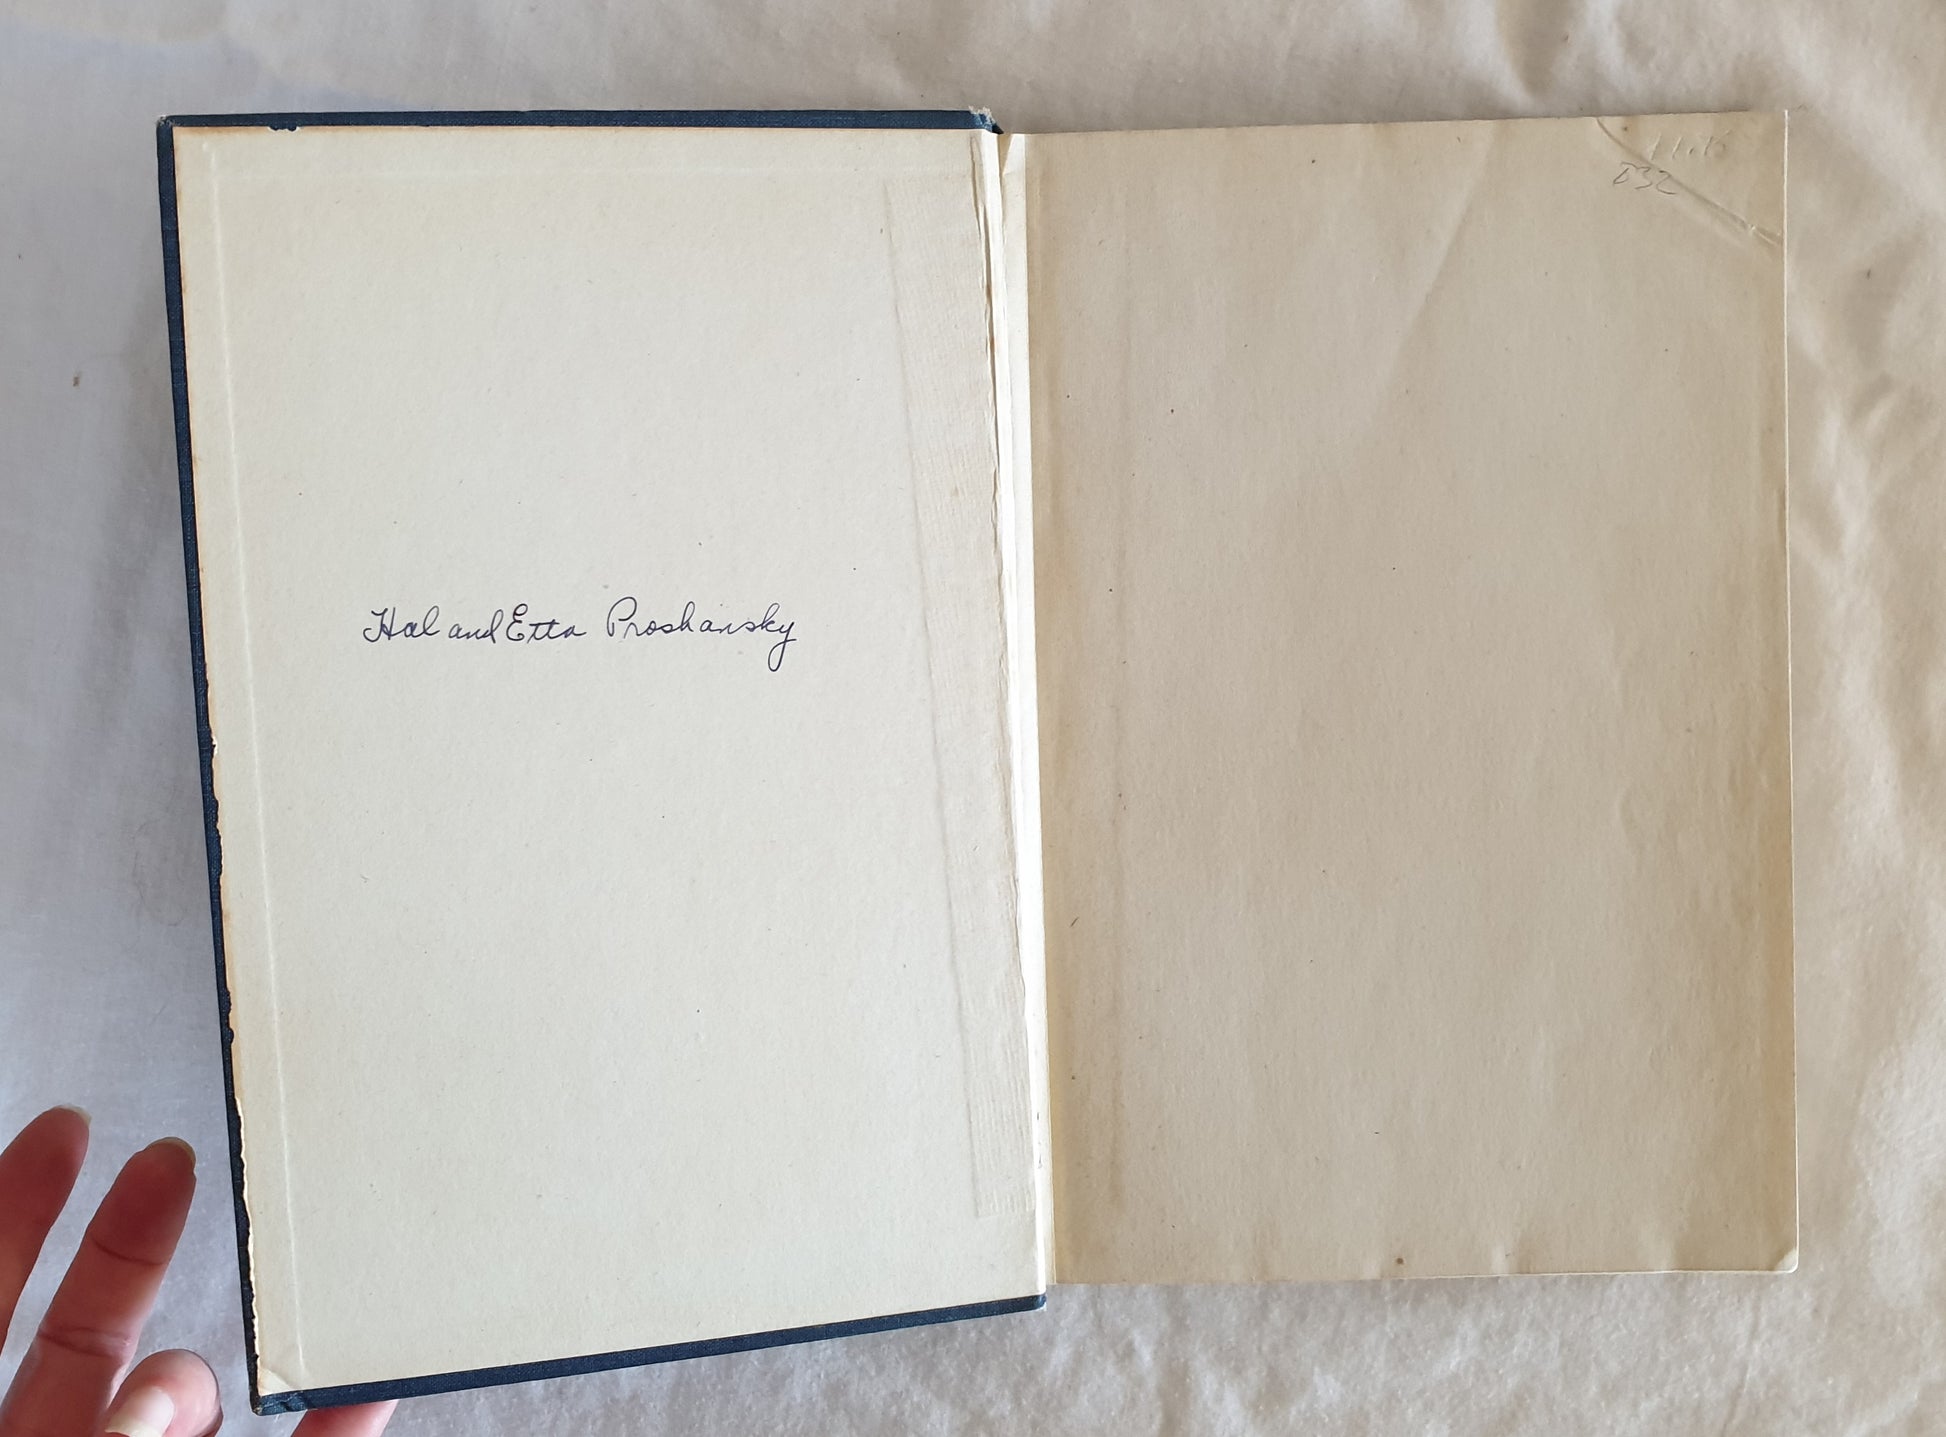 Hal and Etta Proshansky